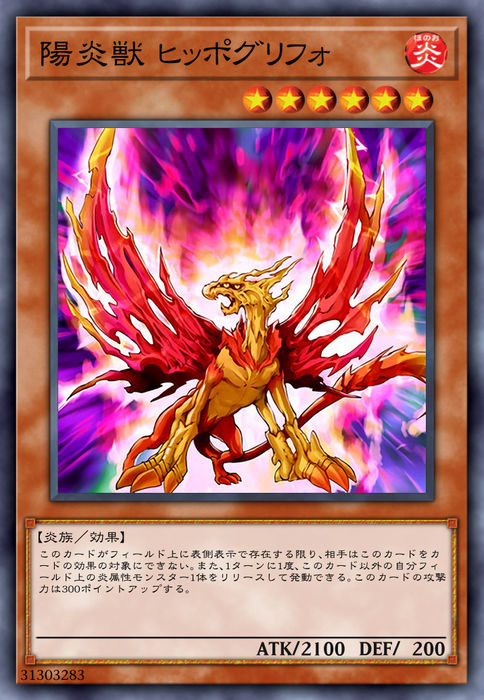 陽炎獣 ヒッポグリフォ
ほのお
炎
【炎族／効果】
このカードがフィールド上に表側表示で存在する限り、相手はこのカードをカ
ードの効果の対象にできない。また、1ターンに1度、このカード以外の自分フィ
ールド上の炎属性モンスター1体をリリースして発動できる。このカードの攻撃
力は300ポイントアップする。
ATK/2100 DEF/ 200
31303283